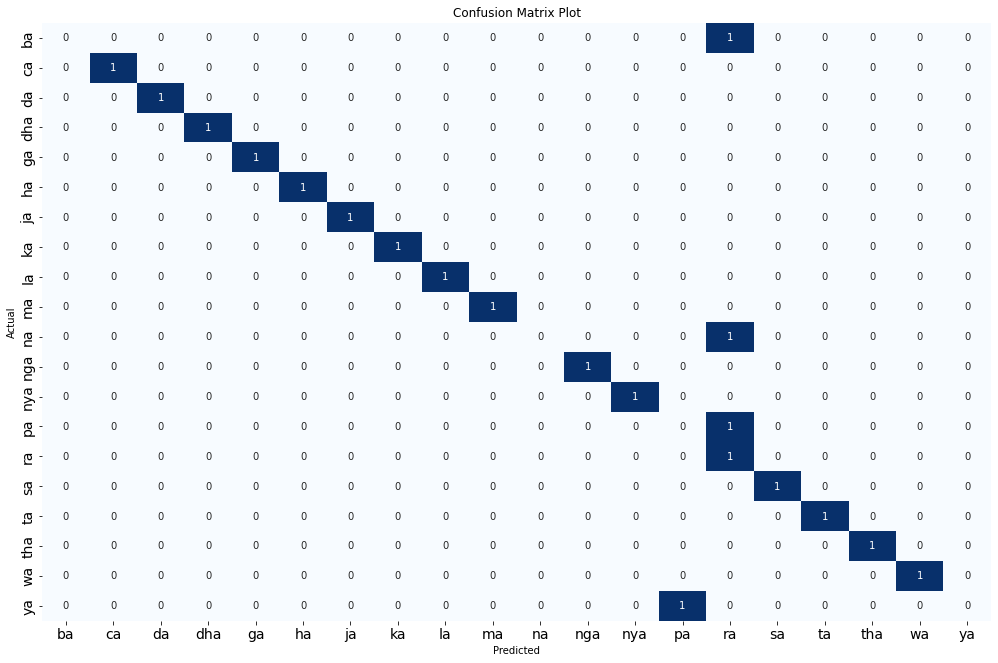 Confusion Matrix Plot
ba 0 0 0 0 0 0 0 0 0 0 0 0 0 0 1 0 0 0 0 0
ca 0 1 0 0 0 0 0 0 0 0 0 0 0 0 0 0 0 0 0 0
da 0 0 1 0 0 0 0 0 0 0 0 0 0 0 0 0 0 0 0 0
dha 0 0 0 1 0 0 0 0 0 0 0 0 0 0 0 0 0 0 0 0
ga 0 0 0 0 1 0 0 0 0 0 0 0 0 0 0 0 0 0 0 0
ha 0 0 0 0 0 1 0 0 0 0 0 0 0 0 0 0 0 0 0 0
ja 0 0 0 0 0 0 1 0 0 0 0 0 0 0 0 0 0 0 0 0
ka 0 0 0 0 0 0 0 1 0 0 0 0 0 0 0 0 0 0 0 0
la 0 0 0 0 0 0 0 0 1 0 0 0 0 0 0 0 0 0 0 0
ma 0 0 0 0 0 0 0 0 0 1 0 0 0 0 0 0 0 0 0 0
Actual
na 0 0 0 0 0 0 0 0 0 0 0 0 0 0 1 0 0 0 0 0
nga 0 0 0 0 0 0 0 0 0 0 0 1 0 0 0 0 0 0 0 0
nya 0 0 0 0 0 0 0 0 0 0 0 0 1 0 0 0 0 0 0 0
pa 0 0 0 0 0 0 0 0 0 0 0 0 0 0 1 0 0 0 0 0
ra 0 0 0 0 0 0 0 0 0 0 0 0 0 0 1 0 0 0 0 0
sa 0 0 0 0 0 0 0 0 0 0 0 0 0 0 0 1 0 0 0 0
ta 0 0 0 0 0 0 0 0 0 0 0 0 0 0 0 0 1 0 0 0
tha 0 0 0 0 0 0 0 0 0 0 0 0 0 0 0 0 0 1 0 0
wa 0 0 0 0 0 0 0 0 0 0 0 0 0 0 0 0 0 0 1 0
ya 0 0 0 0 0 0 0 0 0 0 0 0 0 1 0 0 0 0 0 0
ba ca da dha ga ha ja ka la ma na nga nya pa ra sa ta tha wa ya
Predicted